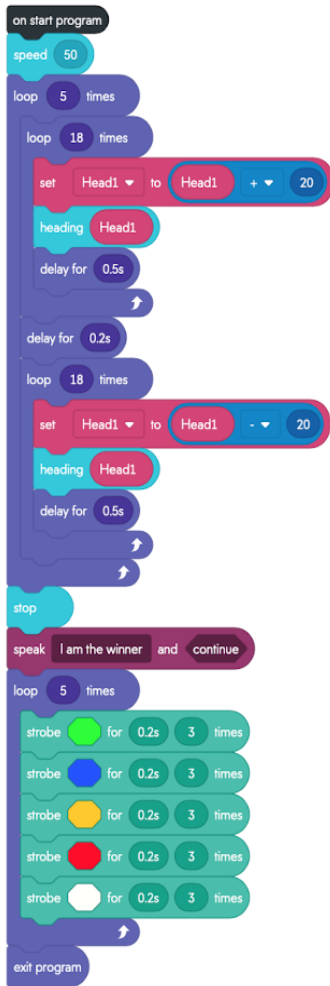 on start program
speed 50
loop 5 times
loop 18 times
set Head1 to Head1 + 20
heading Head1
delay for 0.5s
delay for 0.2s
loop 18 times
set Head1 to Head1 - 20
heading Head1
delay for 0.5s
stop
speak I am the winner and continue
loop 5 times
strobe for 0.2s 3 times
strobe for 0.2s 3 times
strobe for 0.2s 3 times
strobe for 0.2s 3 times
strobe for 0.2s 3 times
exit program